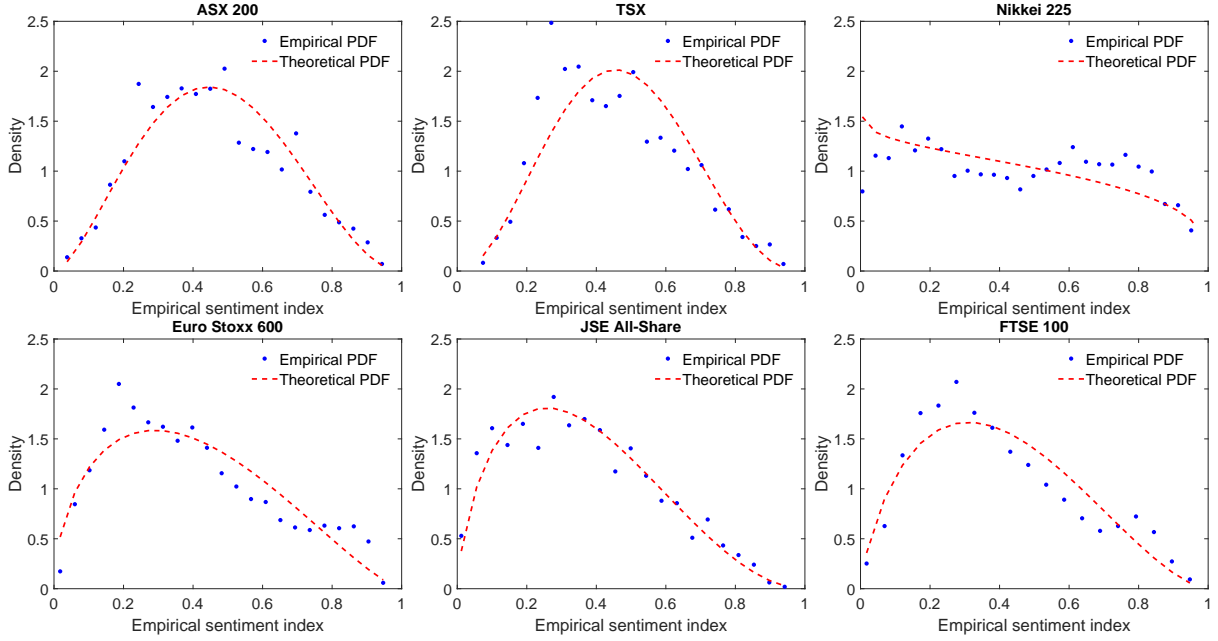 ASX 200
2.5
2
1.5
1
0.5
0
Density
Empirical PDF
Theoretical PDF
0 0.2 0.4 0.6 0.8 1
Empirical sentiment index
TSX
2.5
2
1.5
1
0.5
0
Density
Empirical PDF
Theoretical PDF
0 0.2 0.4 0.6 0.8 1
Empirical sentiment index
Nikkei 225
2.5
2
1.5
1
0.5
0
Density
Empirical PDF
Theoretical PDF
0 0.2 0.4 0.6 0.8 1
Empirical sentiment index
Euro Stoxx 600
2.5
2
1.5
1
0.5
0
Density
Empirical PDF
Theoretical PDF
0 0.2 0.4 0.6 0.8 1
Empirical sentiment index
JSE All-Share
2.5
2
1.5
1
0.5
0
Density
Empirical PDF
Theoretical PDF
0 0.2 0.4 0.6 0.8 1
Empirical sentiment index
FTSE 100
2.5
2
1.5
1
0.5
0
Density
Empirical PDF
Theoretical PDF
0 0.2 0.4 0.6 0.8 1
Empirical sentiment index